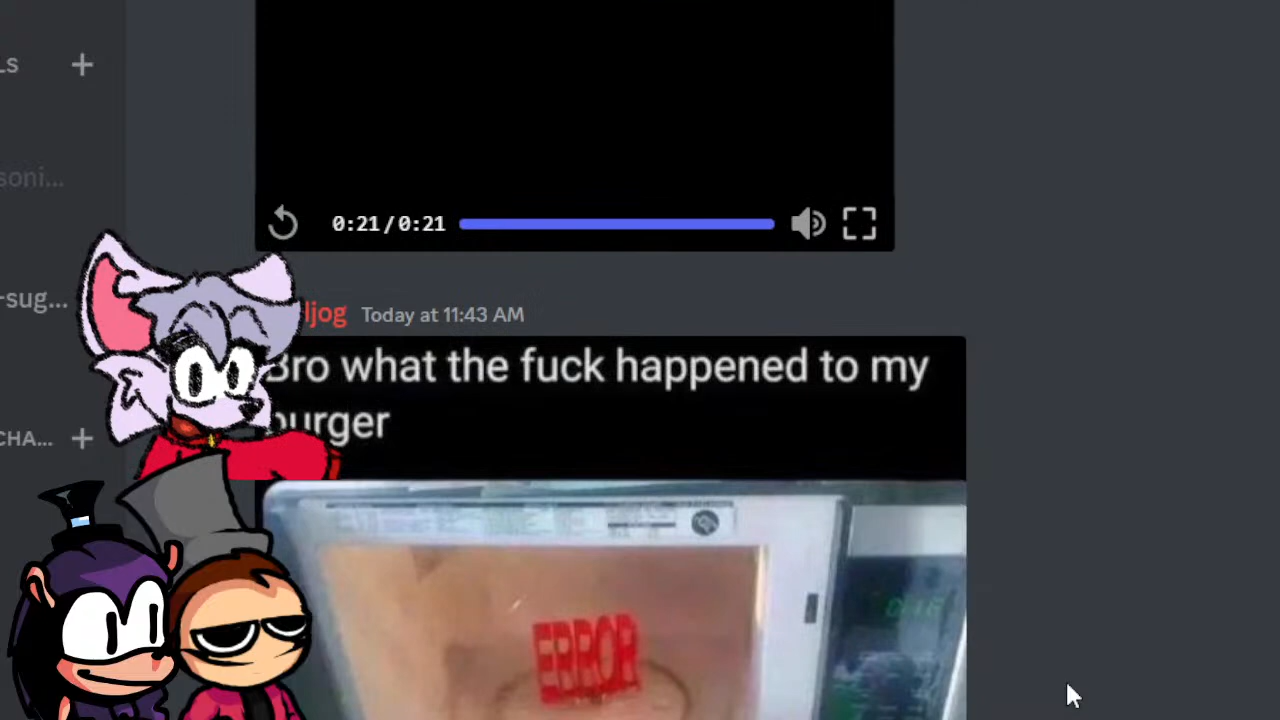 LS
0:21/0:21
soni...
-sug...
ljog Today at 11:43 AM
Bro what the fuck happened to my
burger
CHA...
ERROR